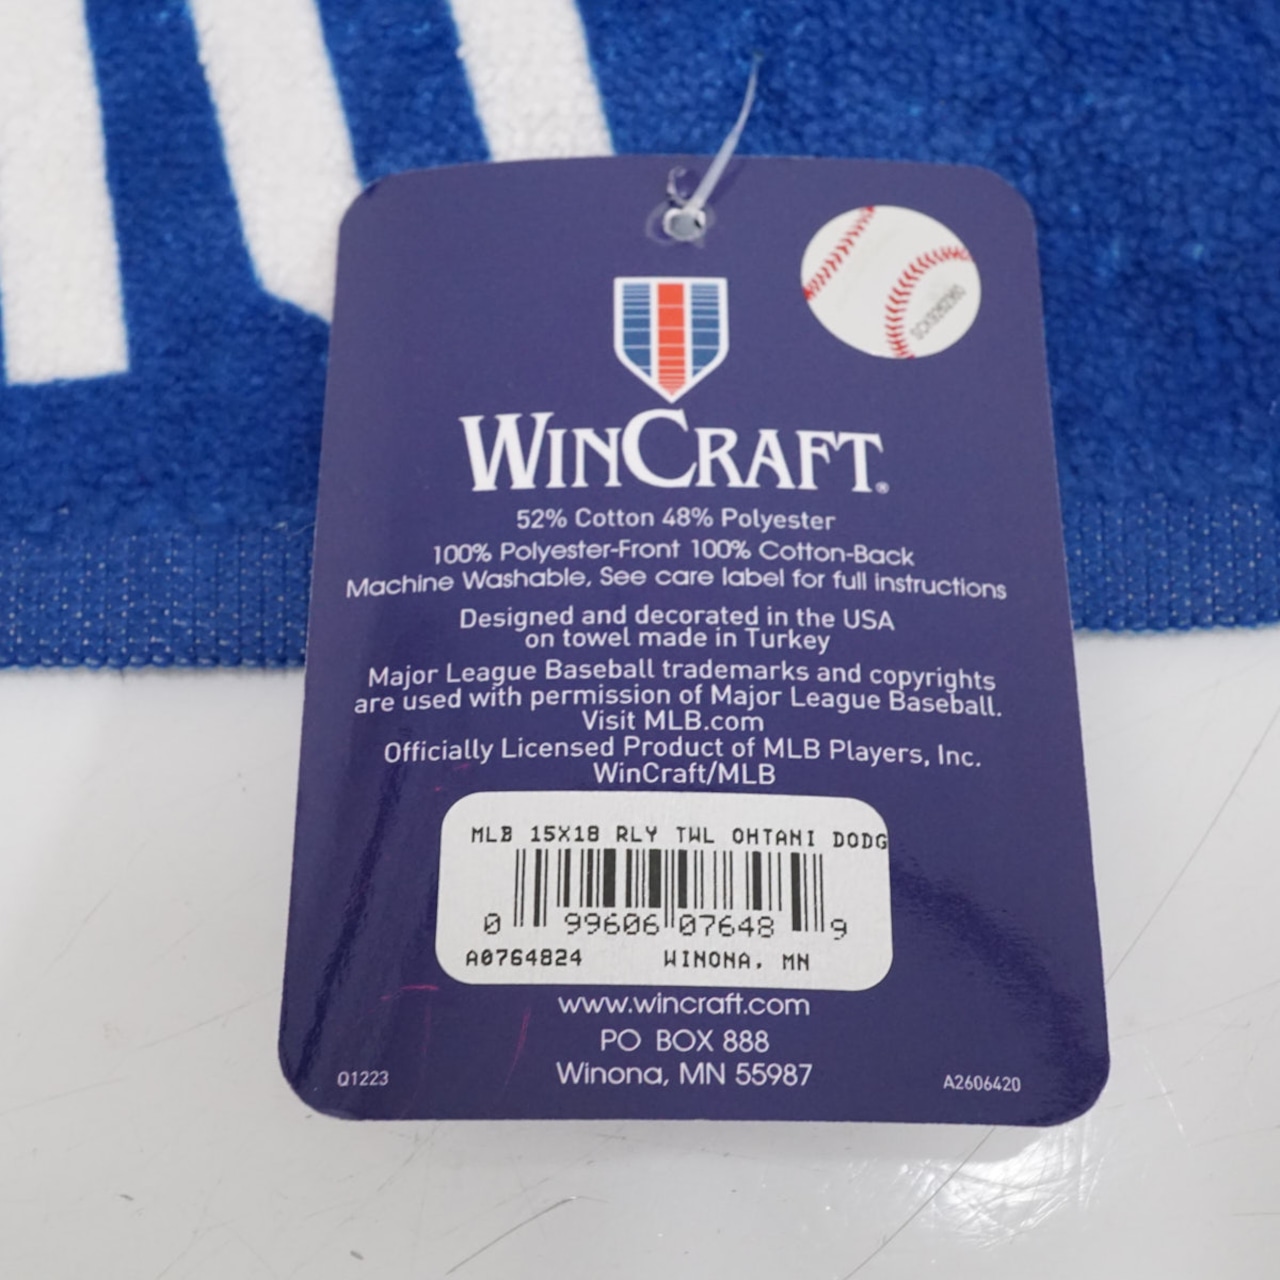 WINCRAFT®
52% Cotton 48% Polyester
100% Polyester-Front 100% Cotton-Back
Machine Washable, See care label for full instructions
Designed and decorated in the USA
on towel made in Turkey
Major League Baseball trademarks and copyrights
are used with permission of Major League Baseball.
Visit MLB.com
Officially Licensed Product of MLB Players, Inc.
WinCraft/MLB
MLB 15X18 RLY TWL OHTANI DODG
0 99606 07648 9
A0764824 WINONA, MN
www.wincraft.com
PO BOX 888
Winona, MN 55987
Q1223
A2606420